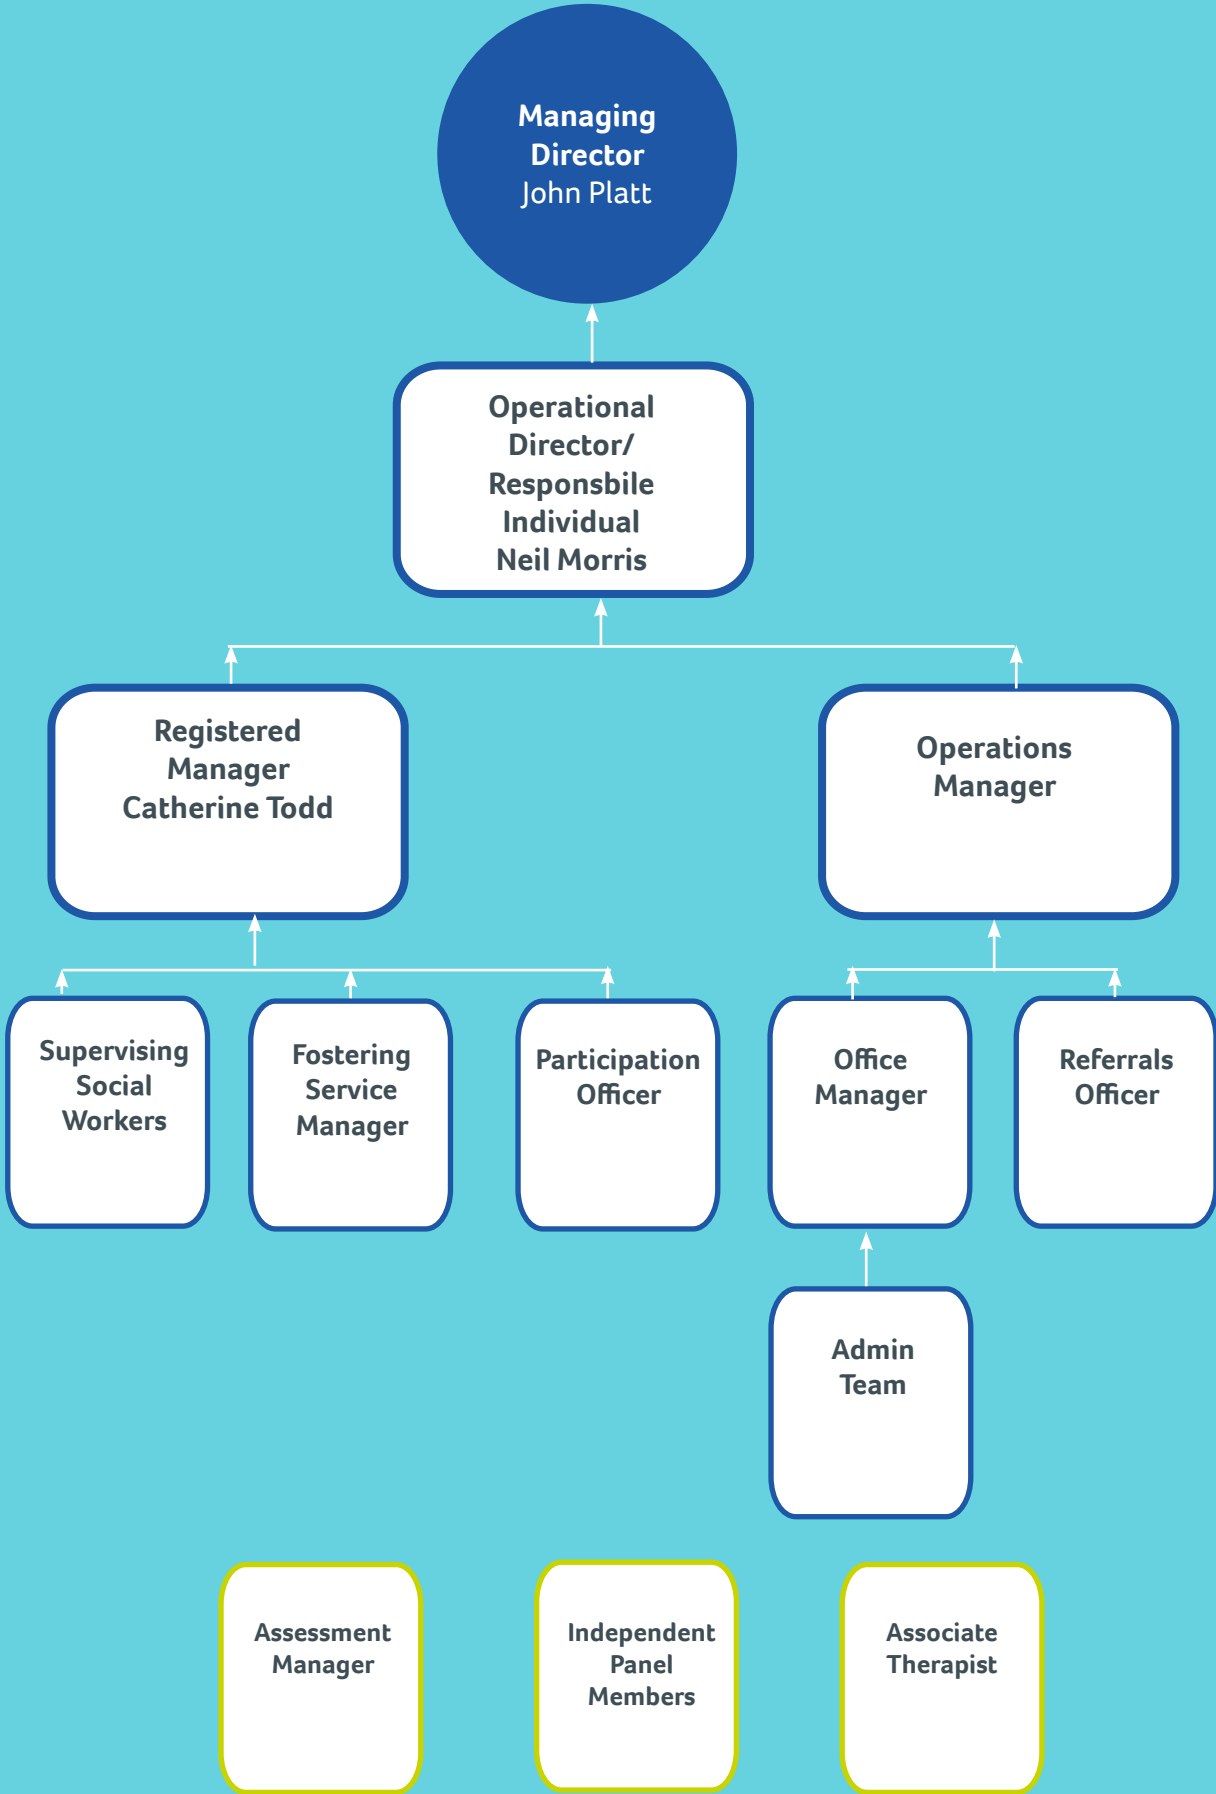 Managing
Director
John Platt
Operational
Director/
Responsbile
Individual
Neil Morris
Registered
Manager
Catherine Todd
Operations
Manager
Supervising
Social
Workers
Fostering
Service
Manager
Participation
Officer
Office
Manager
Referrals
Officer
Admin
Team
Assessment
Manager
Independent
Panel
Members
Associate
Therapist